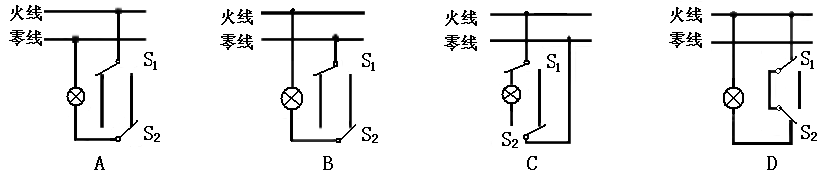 火线 火线 火线 火线
零线 零线 零线 零线
S₁ S₁ S₁ S₁
S₂ S₂ S₂ S₂
A B C D